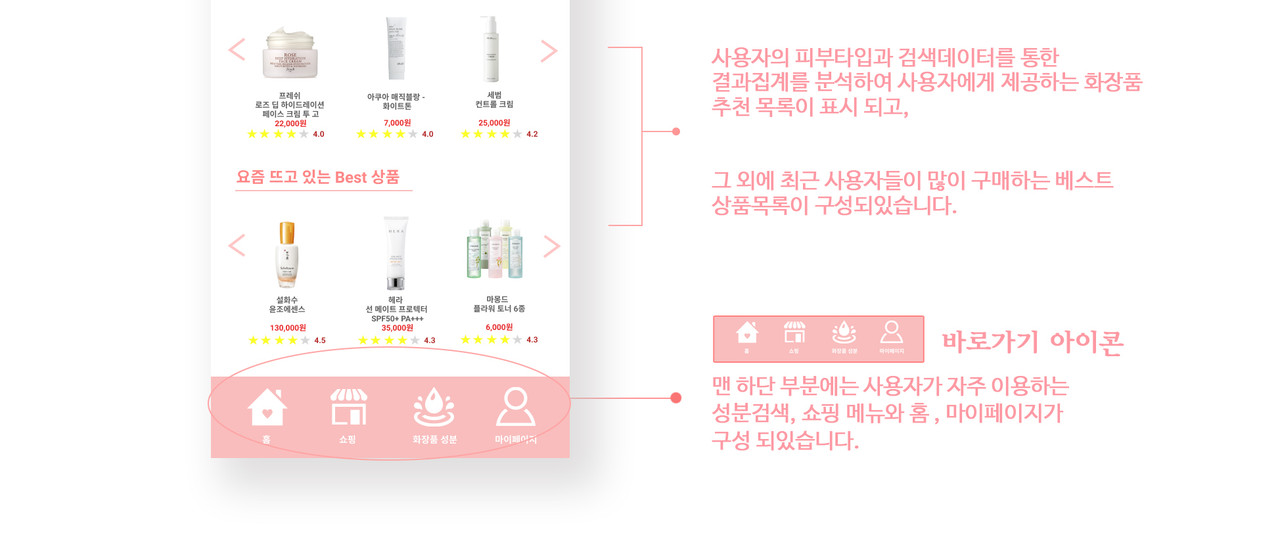 프레쉬
로즈 딥 하이드레이션
페이스 크림 투 고
22,000원
4.0
아쿠아 매직블랑 -
화이트톤
7,000원
4.0
세범
컨트롤 크림
25,000원
4.2
요즘 뜨고 있는 Best 상품
설화수
윤조에센스
130,000원
4.5
헤라
선 메이트 프로텍터
SPF50+ PA+++
35,000원
4.3
마몽드
플라워 토너 6종
6,000원
4.3
홈
쇼핑
화장품 성분
마이페이지
사용자의 피부타입과 검색데이터를 통한
결과집계를 분석하여 사용자에게 제공하는 화장품
추천 목록이 표시 되고,
그 외에 최근 사용자들이 많이 구매하는 베스트
상품목록이 구성되있습니다.
홈
쇼핑
화장품 성분
마이페이지
바로가기 아이콘
맨 하단 부분에는 사용자가 자주 이용하는
성분검색, 쇼핑 메뉴와 홈 , 마이페이지가
구성 되있습니다.